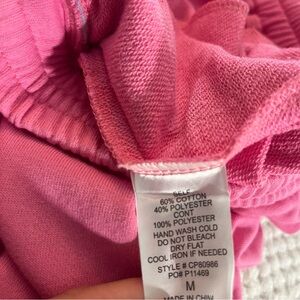 SELF
60% COTTON
40% POLYESTER
CONT
100% POLYESTER
HAND WASH COLD
DO NOT BLEACH
DRY FLAT
COOL IRON IF NEEDED
STYLE # CP80986
PO# P11469
M
MADE IN CHINA